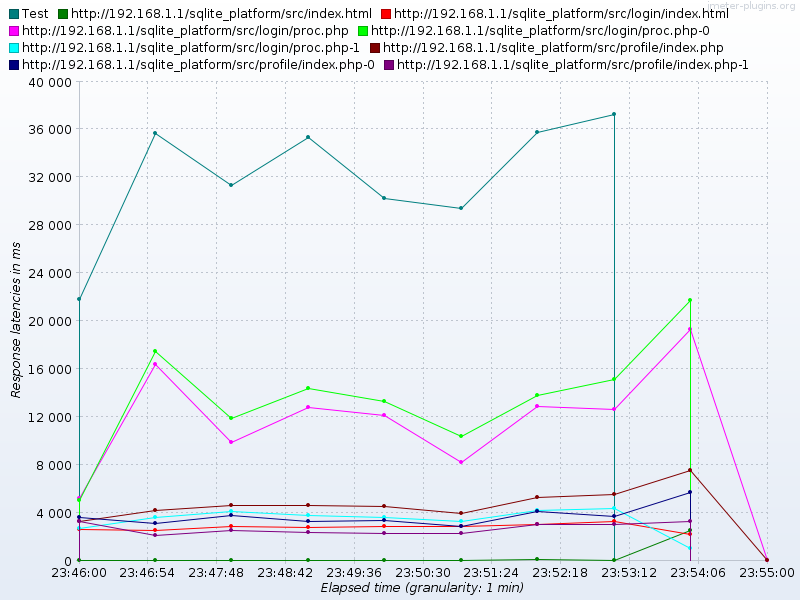 jmeter-plugins.org
Test http://192.168.1.1/sqlite_platform/src/index.html http://192.168.1.1/sqlite_platform/src/login/index.html
http://192.168.1.1/sqlite_platform/src/login/proc.php http://192.168.1.1/sqlite_platform/src/login/proc.php-0
http://192.168.1.1/sqlite_platform/src/login/proc.php-1 http://192.168.1.1/sqlite_platform/src/profile/index.php
http://192.168.1.1/sqlite_platform/src/profile/index.php-0 http://192.168.1.1/sqlite_platform/src/profile/index.php-1
Response latencies in ms
40 000
36 000
32 000
28 000
24 000
20 000
16 000
12 000
8 000
4 000
0
23:46:00 23:46:54 23:47:48 23:48:42 23:49:36 23:50:30 23:51:24 23:52:18 23:53:12 23:54:06 23:55:00
Elapsed time (granularity: 1 min)